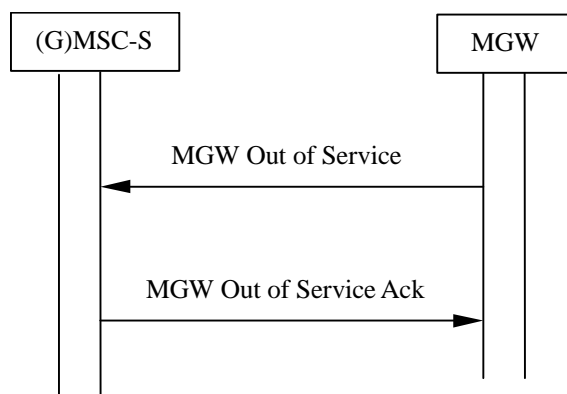 (G)MSC-S
MGW
MGW Out of Service
MGW Out of Service Ack